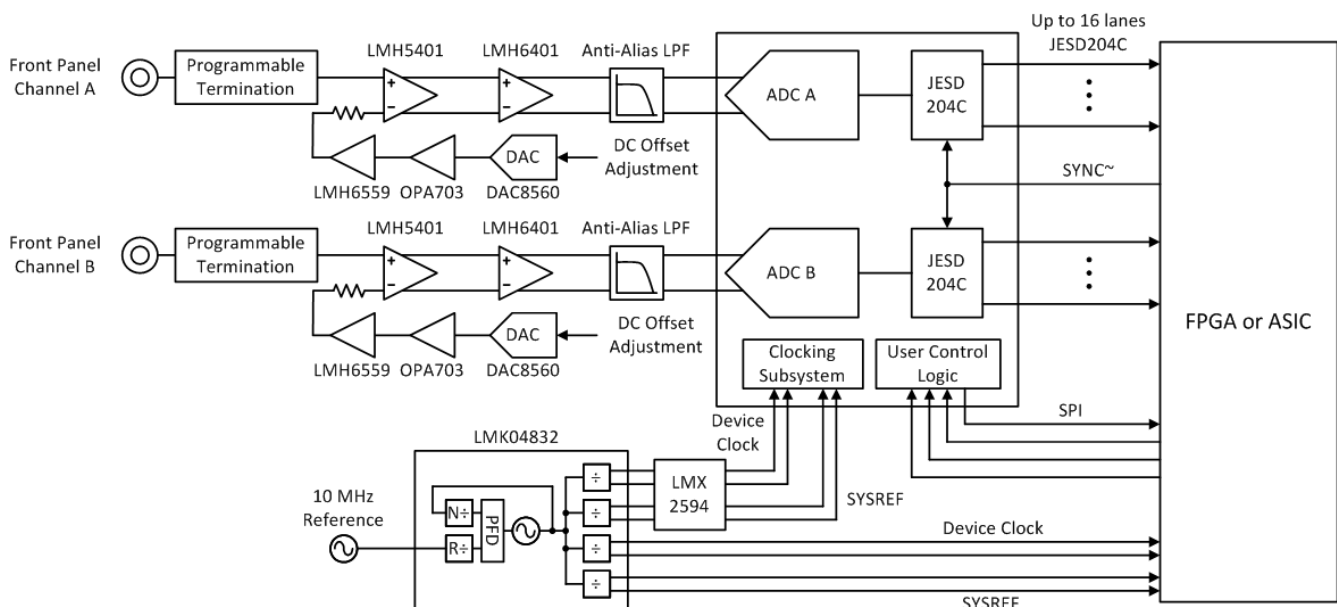 Up to 16 lanes
JESD204C
Front Panel
Channel A
Programmable
Termination
LMH5401
LMH6401
Anti-Alias LPF
ADC A
JESD
204C
DAC
DC Offset
Adjustment
LMH6559
OPA703
DAC8560
SYNC~
Front Panel
Channel B
Programmable
Termination
LMH5401
LMH6401
Anti-Alias LPF
ADC B
JESD
204C
DAC
DC Offset
Adjustment
LMH6559
OPA703
DAC8560
FPGA or ASIC
Clocking
Subsystem
User Control
Logic
SPI
Device
Clock
LMK04832
10 MHz
Reference
N÷
R÷
PFD
÷
÷
÷
÷
LMX
2594
SYSREF
Device Clock
SYSREF